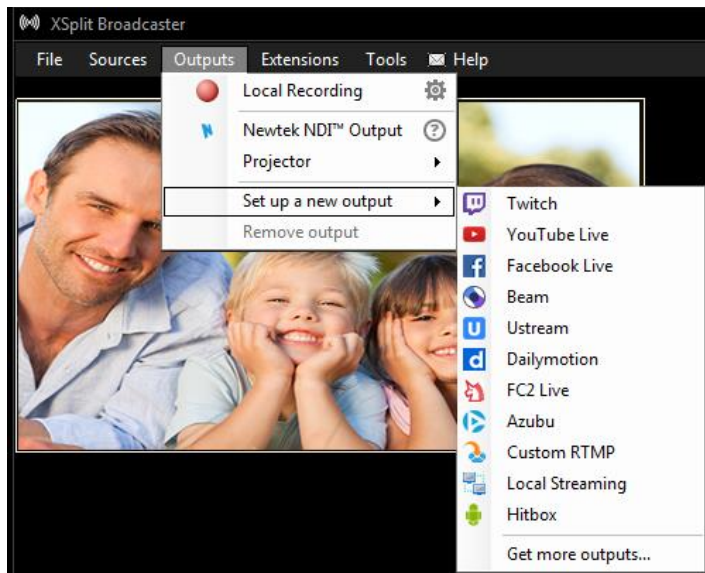 XSplit Broadcaster
File Sources Outputs Extensions Tools Help
Local Recording
Newtek NDI™ Output
Projector
Set up a new output
Remove output
Twitch
YouTube Live
Facebook Live
Beam
Ustream
Dailymotion
FC2 Live
Azubu
Custom RTMP
Local Streaming
Hitbox
Get more outputs...